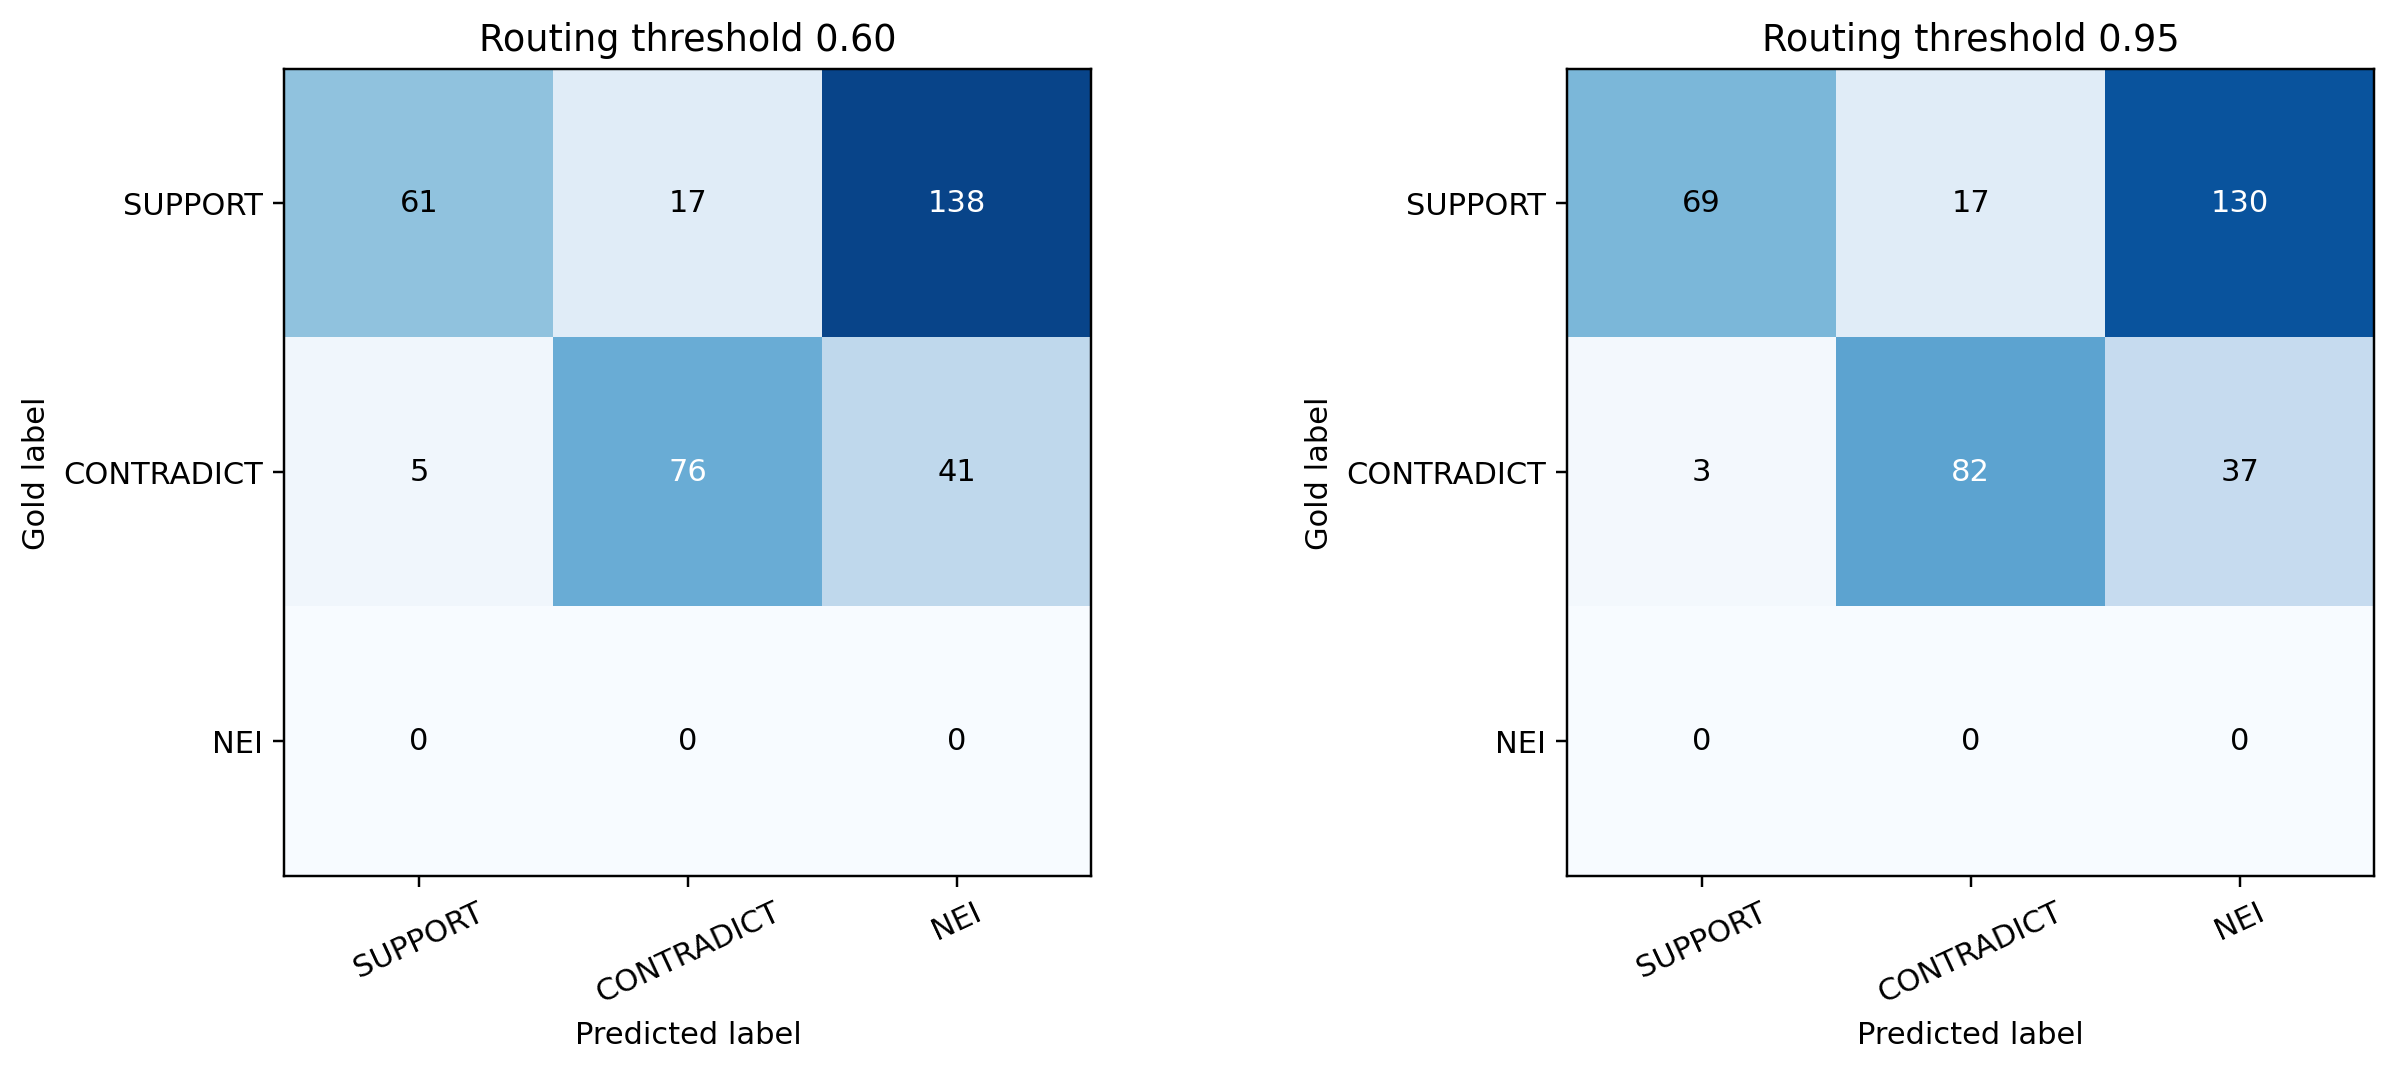 Routing threshold 0.60
Gold label
SUPPORT 61 17 138
CONTRADICT 5 76 41
NEI 0 0 0
SUPPORT CONTRADICT NEI
Predicted label
Routing threshold 0.95
Gold label
SUPPORT 69 17 130
CONTRADICT 3 82 37
NEI 0 0 0
SUPPORT CONTRADICT NEI
Predicted label